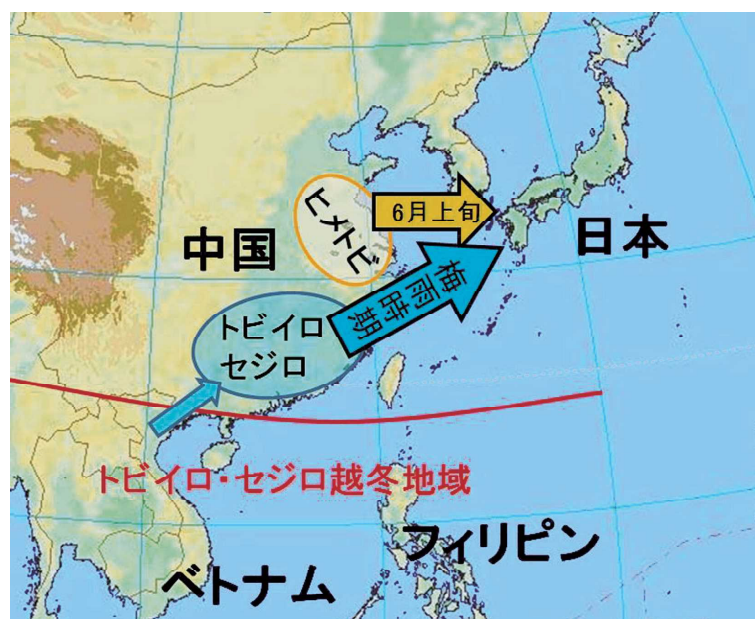 ヒメトビ
6月上旬
中国
日本
梅雨時期
トビイロ
セジロ
トビイロ・セジロ越冬地域
フィリピン
ベトナム